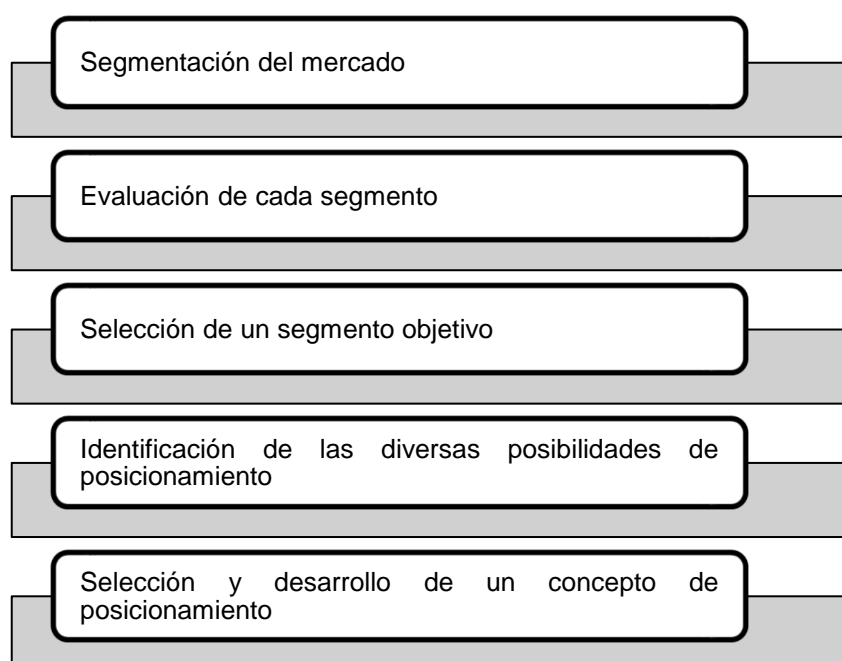 Segmentación del mercado
Evaluación de cada segmento
Selección de un segmento objetivo
Identificación de las diversas posibilidades de
posicionamiento
Selección y desarrollo de un concepto de
posicionamiento